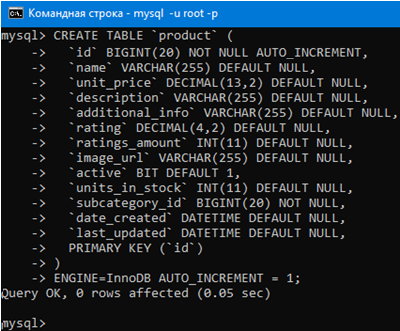 Командная строка - mysql -u root -p
mysql> CREATE TABLE `product` (
    -> `id` BIGINT(20) NOT NULL AUTO_INCREMENT,
    -> `name` VARCHAR(255) DEFAULT NULL,
    -> `unit_price` DECIMAL(13,2) DEFAULT NULL,
    -> `description` VARCHAR(255) DEFAULT NULL,
    -> `additional_info` VARCHAR(255) DEFAULT NULL,
    -> `rating` DECIMAL(4,2) DEFAULT NULL,
    -> `ratings_amount` INT(11) DEFAULT NULL,
    -> `image_url` VARCHAR(255) DEFAULT NULL,
    -> `active` BIT DEFAULT 1,
    -> `units_in_stock` INT(11) DEFAULT NULL,
    -> `subcategory_id` BIGINT(20) NOT NULL,
    -> `date_created` DATETIME DEFAULT NULL,
    -> `last_updated` DATETIME DEFAULT NULL,
    -> PRIMARY KEY (`id`)
    -> )
    -> ENGINE=InnoDB AUTO_INCREMENT = 1;
Query OK, 0 rows affected (0.05 sec)
mysql>